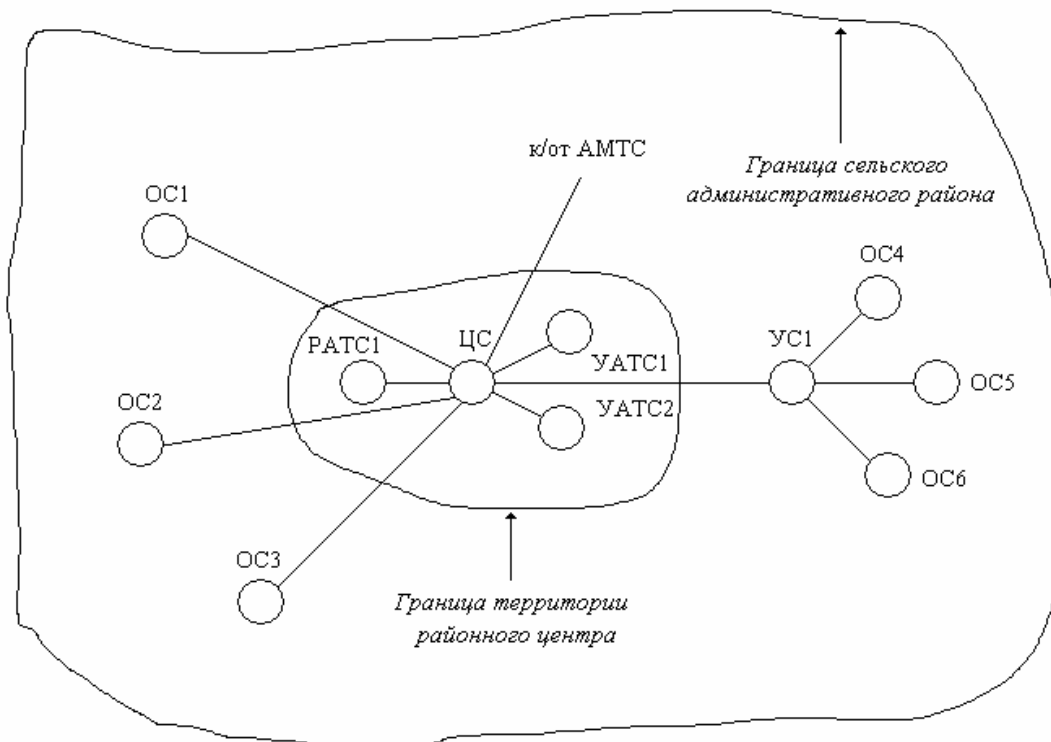 к/от АМТС
Граница сельского
административного района
ОС1
ОС4
ЦС
УС1
РАТС1
УАТС1
ОС5
ОС2
УАТС2
ОС6
ОС3
Граница территории
районного центра